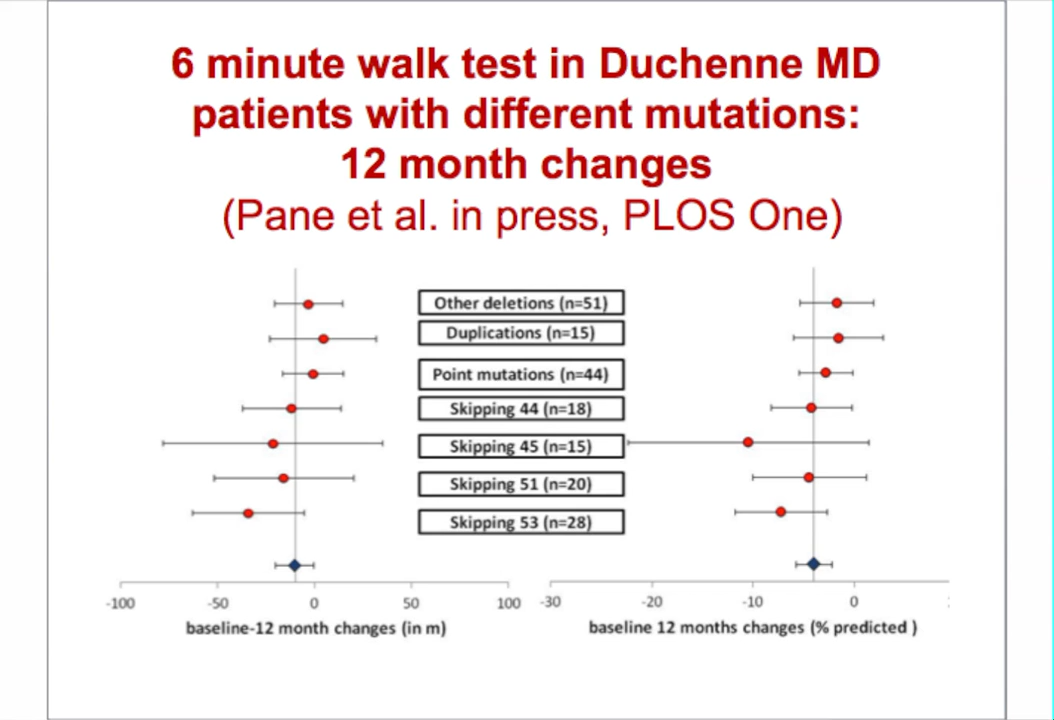 6 minute walk test in Duchenne MD
patients with different mutations:
12 month changes
(Pane et al. in press, PLOS One)
Other deletions (n=51)
Duplications (n=15)
Point mutations (n=44)
Skipping 44 (n=18)
Skipping 45 (n=15)
Skipping 51 (n=20)
Skipping 53 (n=28)
-100 -50 0 50 100
baseline-12 month changes (in m)
-30 -20 -10 0
baseline 12 months changes (% predicted )